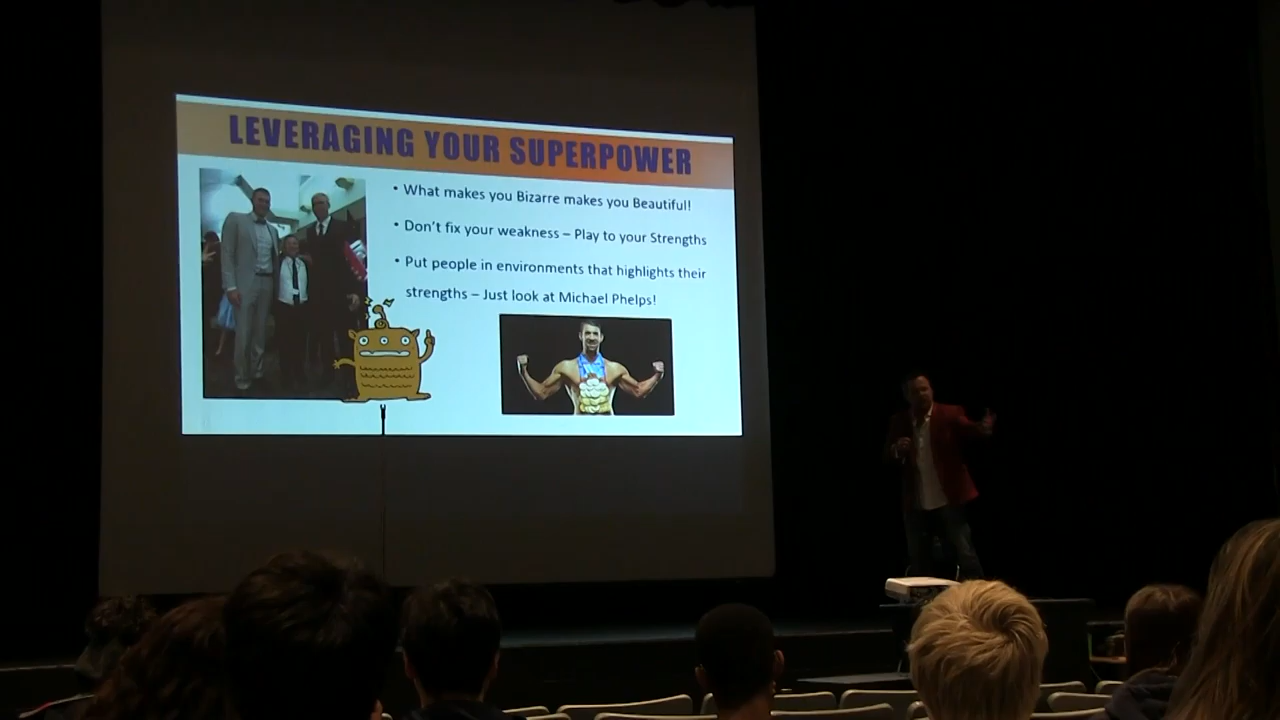 LEVERAGING YOUR SUPERPOWER
• What makes you Bizarre makes you Beautiful!
• Don't fix your weakness – Play to your Strengths
• Put people in environments that highlights their
strengths – Just look at Michael Phelps!